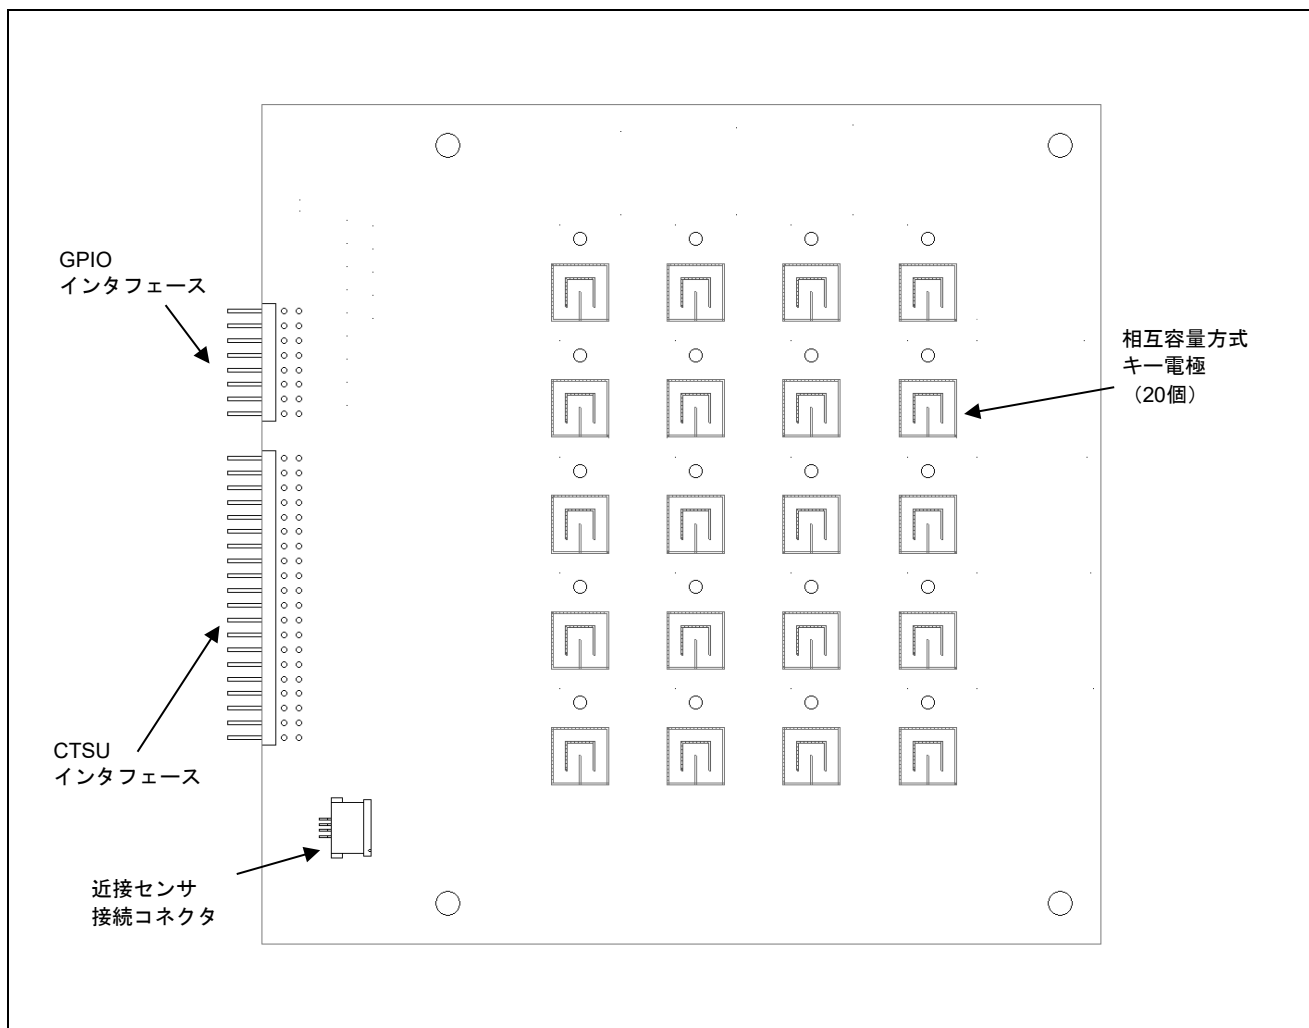 GPIO
インタフェース
相互容量方式
キー電極
（20個）
CTSU
インタフェース
近接センサ
接続コネクタ